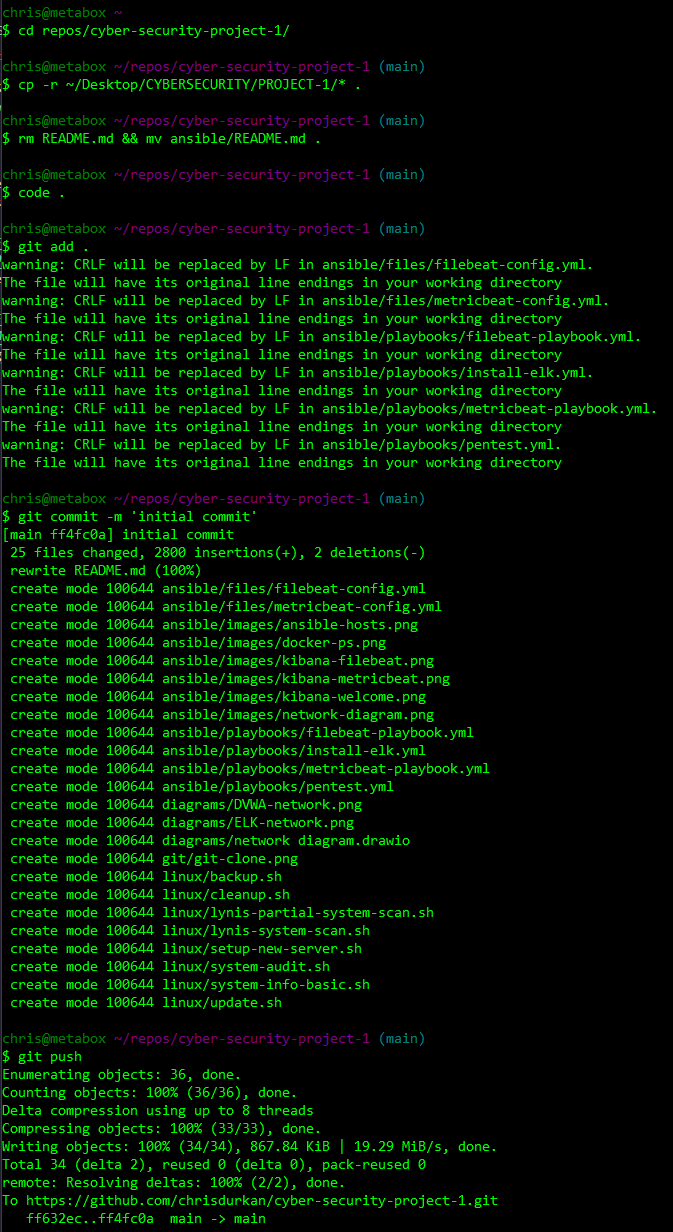 chris@metabox ~
$ cd repos/cyber-security-project-1/
chris@metabox ~/repos/cyber-security-project-1 (main)
$ cp -r ~/Desktop/CYBERSECURITY/PROJECT-1/* .
chris@metabox ~/repos/cyber-security-project-1 (main)
$ rm README.md && mv ansible/README.md .
chris@metabox ~/repos/cyber-security-project-1 (main)
$ code .
chris@metabox ~/repos/cyber-security-project-1 (main)
$ git add .
warning: CRLF will be replaced by LF in ansible/files/filebeat-config.yml.
The file will have its original line endings in your working directory
warning: CRLF will be replaced by LF in ansible/files/metricbeat-config.yml.
The file will have its original line endings in your working directory
warning: CRLF will be replaced by LF in ansible/playbooks/filebeat-playbook.yml.
The file will have its original line endings in your working directory
warning: CRLF will be replaced by LF in ansible/playbooks/install-elk.yml.
The file will have its original line endings in your working directory
warning: CRLF will be replaced by LF in ansible/playbooks/metricbeat-playbook.yml.
The file will have its original line endings in your working directory
warning: CRLF will be replaced by LF in ansible/playbooks/pentest.yml.
The file will have its original line endings in your working directory
chris@metabox ~/repos/cyber-security-project-1 (main)
$ git commit -m 'initial commit'
[main ff4fc0a] initial commit
 25 files changed, 2800 insertions(+), 2 deletions(-)
 rewrite README.md (100%)
 create mode 100644 ansible/files/filebeat-config.yml
 create mode 100644 ansible/files/metricbeat-config.yml
 create mode 100644 ansible/images/ansible-hosts.png
 create mode 100644 ansible/images/docker-ps.png
 create mode 100644 ansible/images/kibana-filebeat.png
 create mode 100644 ansible/images/kibana-metricbeat.png
 create mode 100644 ansible/images/kibana-welcome.png
 create mode 100644 ansible/images/network-diagram.png
 create mode 100644 ansible/playbooks/filebeat-playbook.yml
 create mode 100644 ansible/playbooks/install-elk.yml
 create mode 100644 ansible/playbooks/metricbeat-playbook.yml
 create mode 100644 ansible/playbooks/pentest.yml
 create mode 100644 diagrams/DVWA-network.png
 create mode 100644 diagrams/ELK-network.png
 create mode 100644 diagrams/network diagram.drawio
 create mode 100644 git/git-clone.png
 create mode 100644 linux/backup.sh
 create mode 100644 linux/cleanup.sh
 create mode 100644 linux/lynis-partial-system-scan.sh
 create mode 100644 linux/lynis-system-scan.sh
 create mode 100644 linux/setup-new-server.sh
 create mode 100644 linux/system-audit.sh
 create mode 100644 linux/system-info-basic.sh
 create mode 100644 linux/update.sh
chris@metabox ~/repos/cyber-security-project-1 (main)
$ git push
Enumerating objects: 36, done.
Counting objects: 100% (36/36), done.
Delta compression using up to 8 threads
Compressing objects: 100% (33/33), done.
Writing objects: 100% (34/34), 867.84 KiB | 19.29 MiB/s, done.
Total 34 (delta 2), reused 0 (delta 0), pack-reused 0
remote: Resolving deltas: 100% (2/2), done.
To https://github.com/chrisdurkan/cyber-security-project-1.git
   ff632ec..ff4fc0a  main -> main